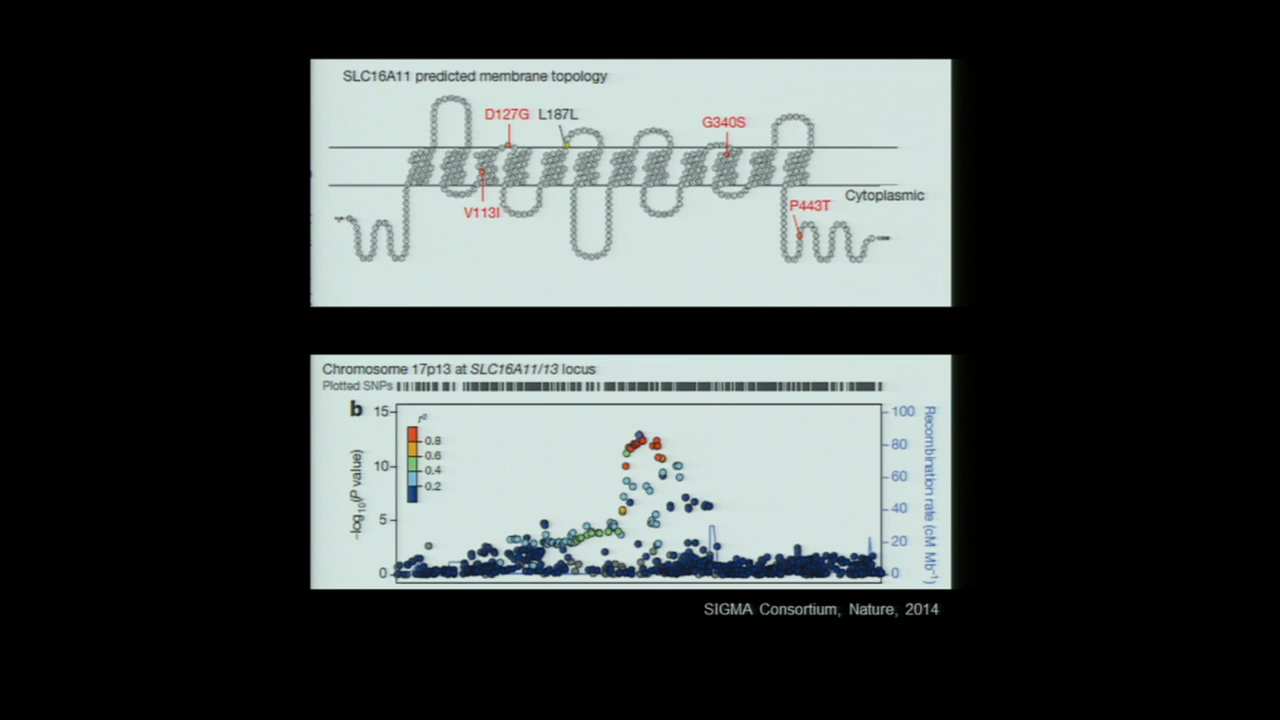 SLC16A11 predicted membrane topology
D127G L187L
G340S
V113I
Cytoplasmic
P443T
Chromosome 17p13 at SLC16A11/13 locus
Plotted SNPs
b
r²
15
10
5
0
0.8
0.6
0.4
0.2
−log₁₀(P value)
100
80
60
40
20
0
Recombination rate (cM Mb⁻¹)
SIGMA Consortium, Nature, 2014